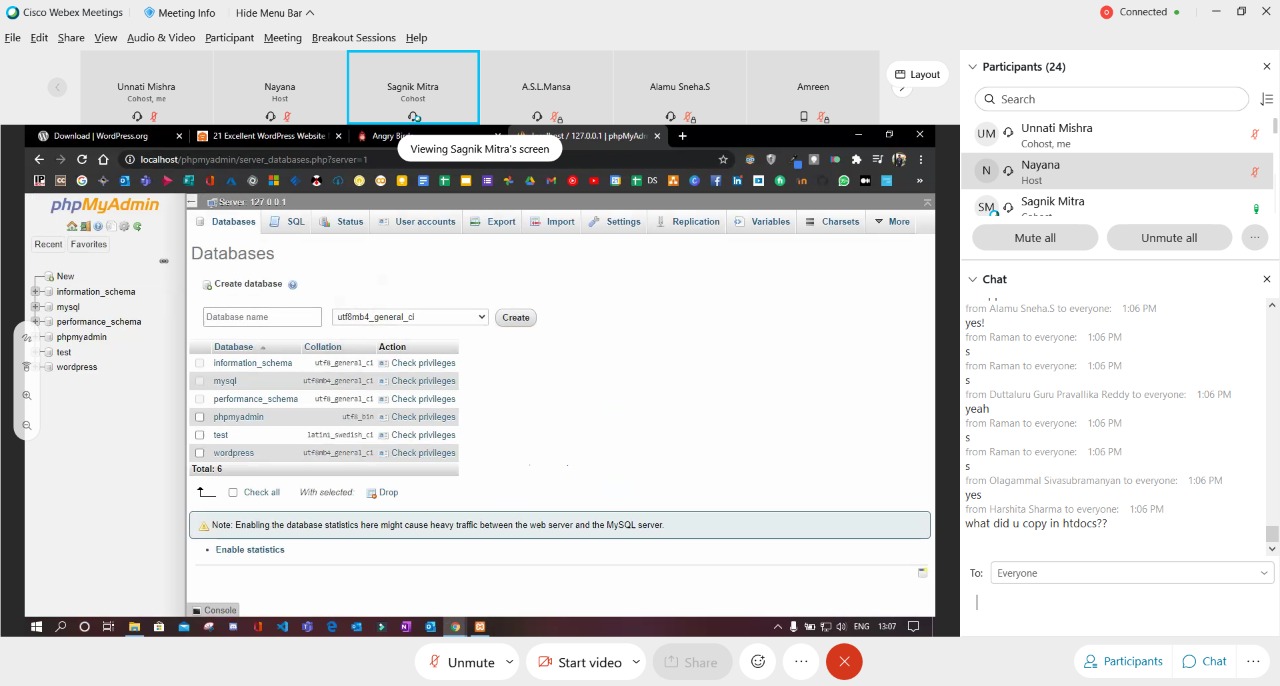 Cisco Webex Meetings
Meeting Info
Hide Menu Bar
Connected
File Edit Share View Audio & Video Participant Meeting Breakout Sessions Help
Unnati Mishra
Cohost, me
Nayana
Host
Sagnik Mitra
Cohost
A.S.L.Mansa
Alamu Sneha.S
Amreen
Layout
Download | WordPress.org
21 Excellent WordPress Website
Angry Bir
localhost / 127.0.0.1 | phpMyAdm
Viewing Sagnik Mitra's screen
localhost/phpmyadmin/server_databases.php?server=1
DS
phpMyAdmin
Recent Favorites
New
information_schema
mysql
performance_schema
phpmyadmin
test
wordpress
Server: 127.0.0.1
Databases SQL Status User accounts Export Import Settings Replication Variables Charsets More
Databases
Create database
Database name
utf8mb4_general_ci
Create
Database Collation Action
information_schema utf8_general_ci Check privileges
mysql utf8mb4_general_ci Check privileges
performance_schema utf8_general_ci Check privileges
phpmyadmin utf8_bin Check privileges
test latin1_swedish_ci Check privileges
wordpress utf8mb4_general_ci Check privileges
Total: 6
Check all With selected: Drop
Note: Enabling the database statistics here might cause heavy traffic between the web server and the MySQL server.
Enable statistics
Console
ENG 13:07
Participants (24)
Search
UM Unnati Mishra
Cohost, me
N Nayana
Host
SM Sagnik Mitra
Cohost
Mute all
Unmute all
Chat
from Alamu Sneha.S to everyone: 1:06 PM
yes!
from Raman to everyone: 1:06 PM
s
from Raman to everyone: 1:06 PM
s
from Duttaluru Guru Pravallika Reddy to everyone: 1:06 PM
yeah
from Raman to everyone: 1:06 PM
s
from Raman to everyone: 1:06 PM
s
from Olagammal Sivasubramanyan to everyone: 1:06 PM
yes
from Harshita Sharma to everyone: 1:06 PM
what did u copy in htdocs??
To: Everyone
Unmute
Start video
Share
Participants
Chat